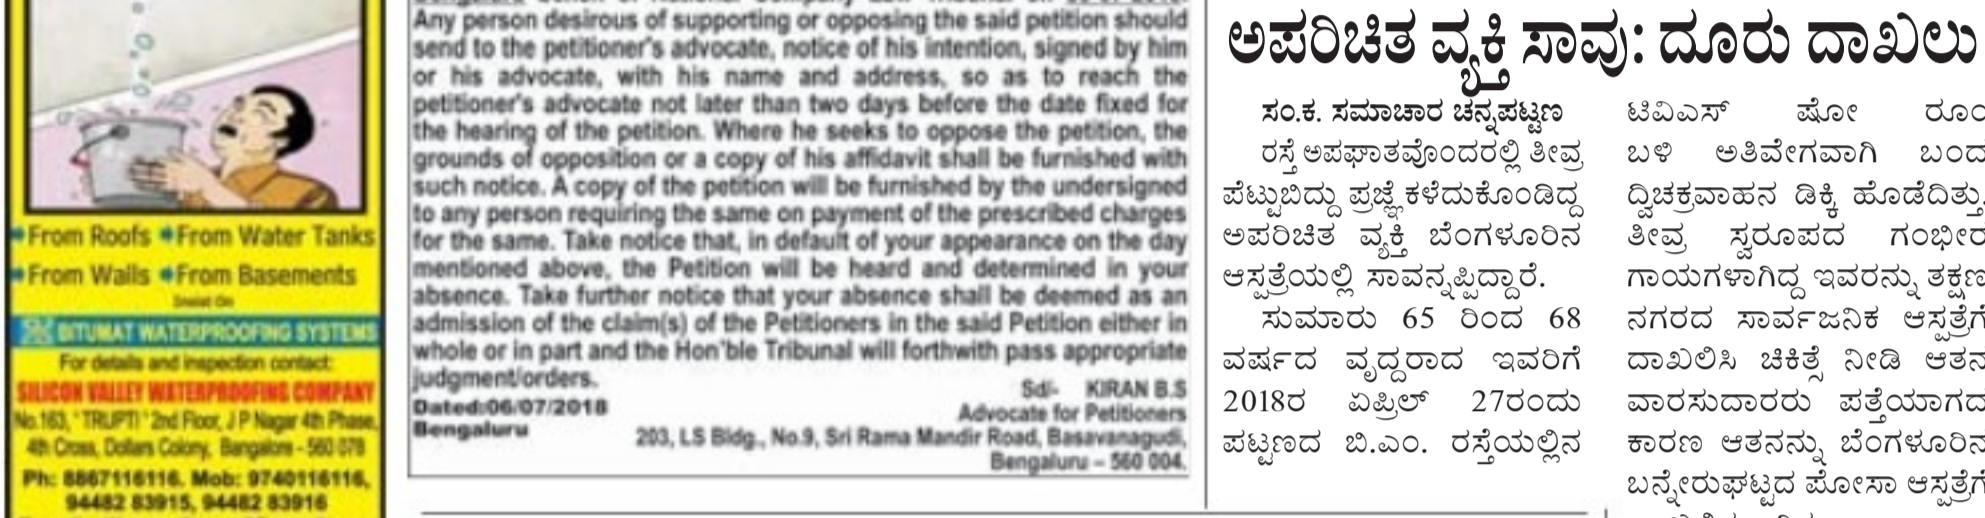 From Roofs From Water Tanks
From Walls From Basements
Insist On
BITUMAT WATERPROOFING SYSTEMS
For details and inspection contact:
SILICON VALLEY WATERPROOFING COMPANY
No.163, "TRUPTI" 2nd Floor, J P Nagar 4th Phase,
4th Cross, Dollars Colony, Bangalore - 560 078
Ph: 8867116116. Mob: 9740116116,
94482 83915, 94482 83916
Any person desirous of supporting or opposing the said petition should
send to the petitioner's advocate, notice of his intention, signed by him
or his advocate, with his name and address, so as to reach the
petitioner's advocate not later than two days before the date fixed for
the hearing of the petition. Where he seeks to oppose the petition, the
grounds of opposition or a copy of his affidavit shall be furnished with
such notice. A copy of the petition will be furnished by the undersigned
to any person requiring the same on payment of the prescribed charges
for the same. Take notice that, in default of your appearance on the day
mentioned above, the Petition will be heard and determined in your
absence. Take further notice that your absence shall be deemed as an
admission of the claim(s) of the Petitioners in the said Petition either in
whole or in part and the Hon'ble Tribunal will forthwith pass appropriate
judgment/orders.
Sd/- KIRAN B.S
Dated:06/07/2018 Advocate for Petitioners
Bengaluru 203, LS Bldg., No.9, Sri Rama Mandir Road, Basavanagudi,
Bengaluru – 560 004.
ಅಪರಿಚಿತ ವ್ಯಕ್ತಿ ಸಾವು: ದೂರು ದಾಖಲು
ಸಂ.ಕ. ಸಮಾಚಾರ ಚನ್ನಪಟ್ಟಣ
ರಸ್ತೆ ಅಪಘಾತವೊಂದರಲ್ಲಿ ತೀವ್ರ
ಪೆಟ್ಟುಬಿದ್ದು ಪ್ರಜ್ಞೆ ಕಳೆದುಕೊಂಡಿದ್ದ
ಅಪರಿಚಿತ ವ್ಯಕ್ತಿ ಬೆಂಗಳೂರಿನ
ಆಸ್ಪತ್ರೆಯಲ್ಲಿ ಸಾವನ್ನಪ್ಪಿದ್ದಾರೆ.
ಸುಮಾರು 65 ರಿಂದ 68
ವರ್ಷದ ವೃದ್ದರಾದ ಇವರಿಗೆ
2018ರ ಏಪ್ರಿಲ್ 27ರಂದು
ಪಟ್ಟಣದ ಬಿ.ಎಂ. ರಸ್ತೆಯಲ್ಲಿನ
ಟಿವಿಎಸ್ ಷೋ ರೂಂ
ಬಳಿ ಅತಿವೇಗವಾಗಿ ಬಂದ
ದ್ವಿಚಕ್ರವಾಹನ ಡಿಕ್ಕಿ ಹೊಡೆದಿತ್ತು.
ತೀವ್ರ ಸ್ವರೂಪದ ಗಂಭೀರ
ಗಾಯಗಳಾಗಿದ್ದ ಇವರನ್ನು ತಕ್ಷಣ
ನಗರದ ಸಾರ್ವಜನಿಕ ಆಸ್ಪತ್ರೆಗೆ
ದಾಖಲಿಸಿ ಚಿಕಿತ್ಸೆ ನೀಡಿ ಆತನ
ವಾರಸುದಾರರು ಪತ್ತೆಯಾಗದ
ಕಾರಣ ಆತನನ್ನು ಬೆಂಗಳೂರಿನ
ಬನ್ನೇರುಘಟ್ಟದ ಪೋಸಾ ಆಸ್ಪತ್ರೆಗೆ